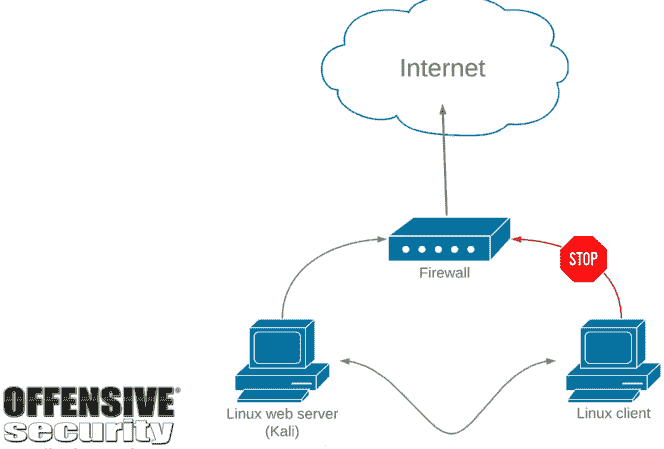 Internet
STOP
Firewall
Linux web server
(Kali)
Linux client
OFFENSIVE®
security